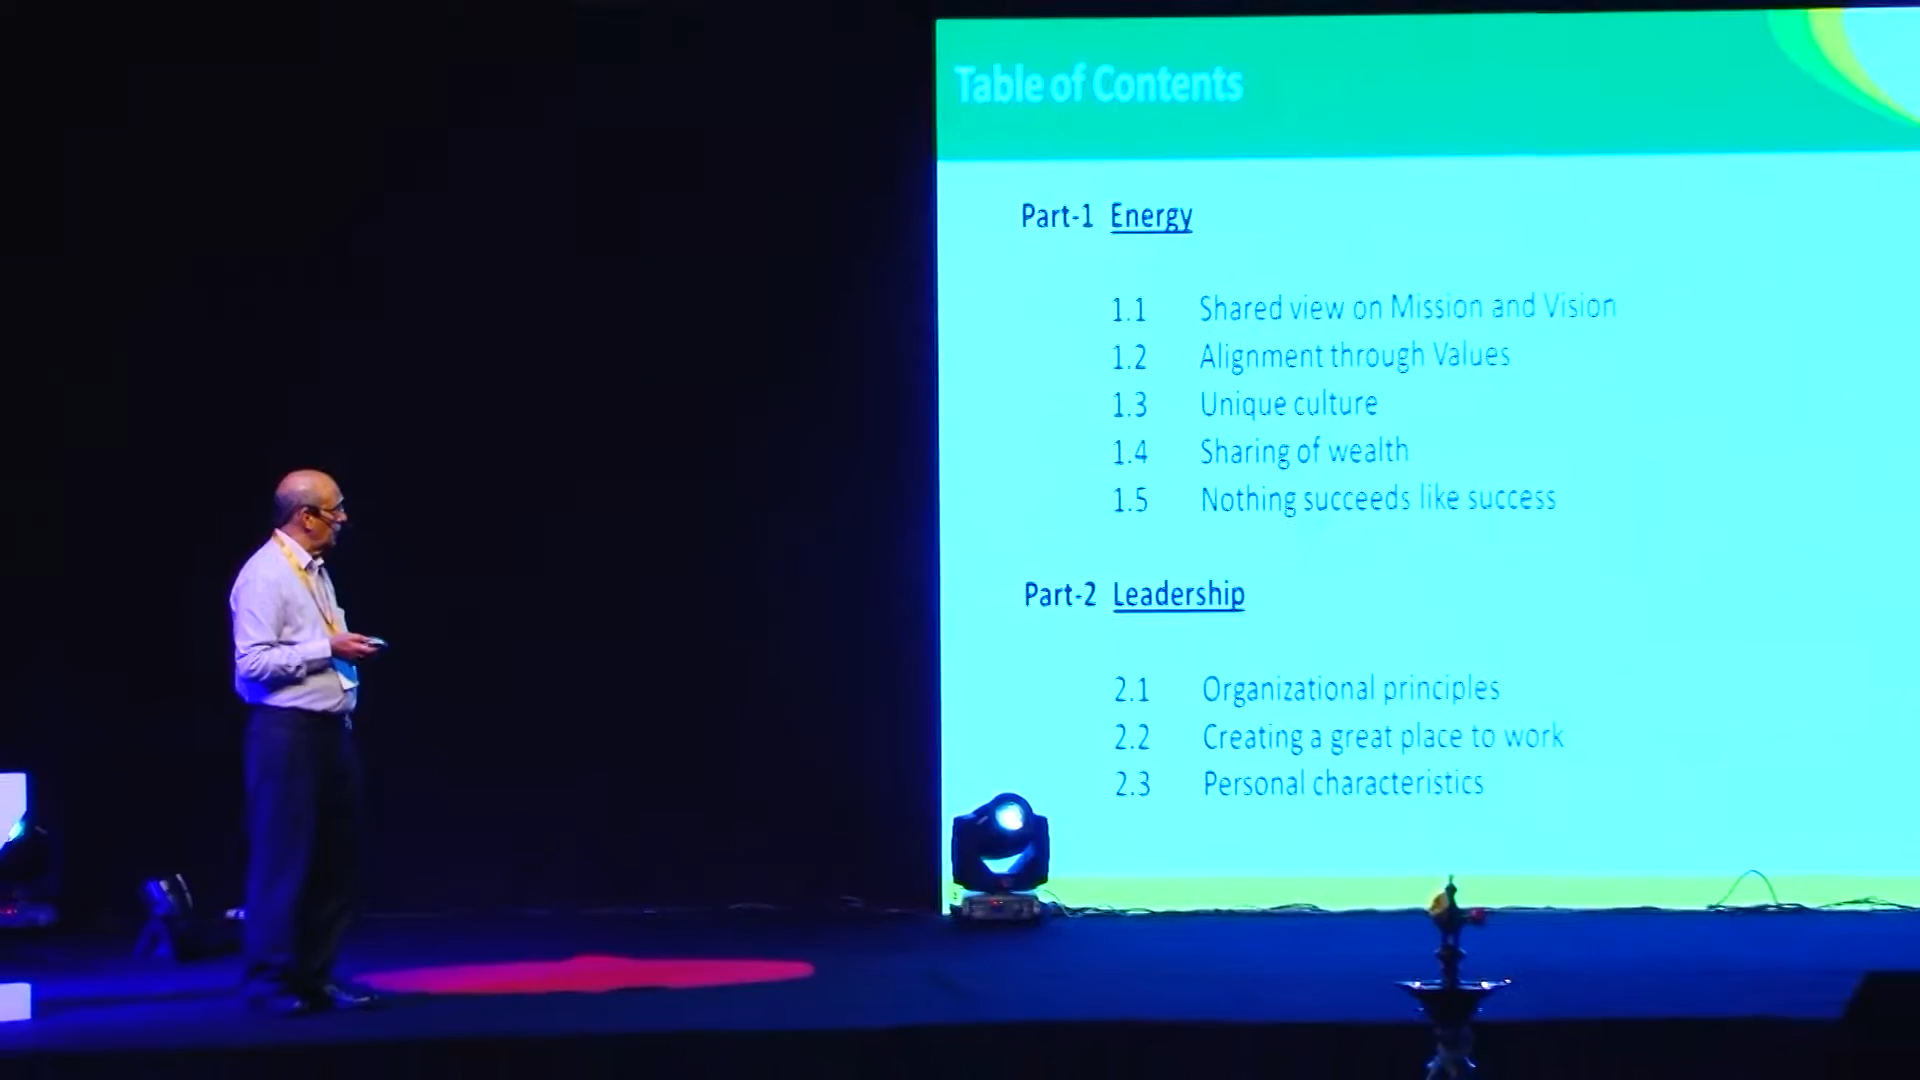 Table of Contents
Part-1 Energy
1.1 Shared view on Mission and Vision
1.2 Alignment through Values
1.3 Unique culture
1.4 Sharing of wealth
1.5 Nothing succeeds like success
Part-2 Leadership
2.1 Organizational principles
2.2 Creating a great place to work
2.3 Personal characteristics